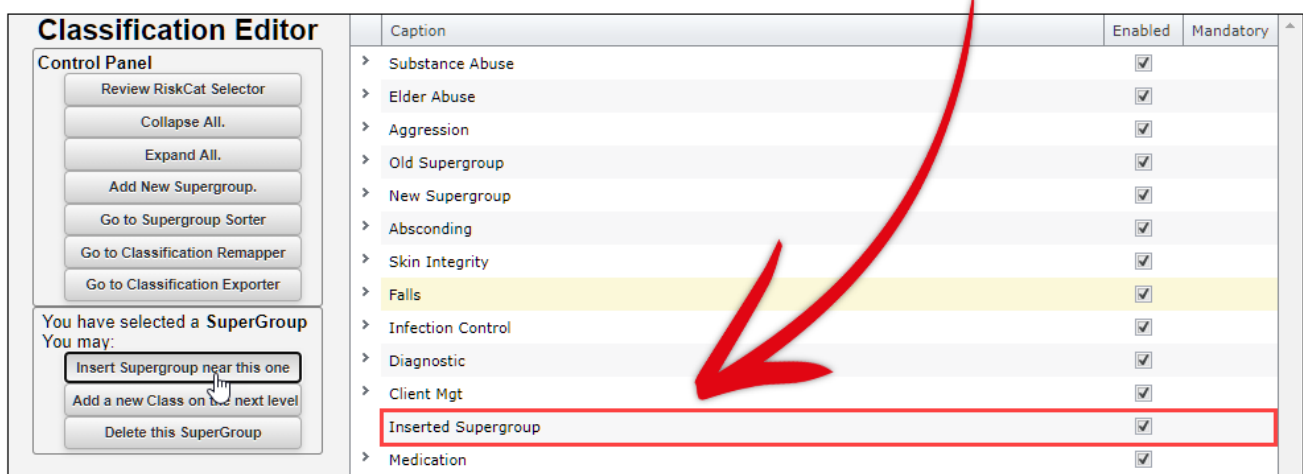 Classification Editor
Control Panel
Review RiskCat Selector
Collapse All.
Expand All.
Add New Supergroup.
Go to Supergroup Sorter
Go to Classification Remapper
Go to Classification Exporter
You have selected a SuperGroup
You may:
Insert Supergroup near this one
Add a new Class on the next level
Delete this SuperGroup
Caption Enabled Mandatory
Substance Abuse
Elder Abuse
Aggression
Old Supergroup
New Supergroup
Absconding
Skin Integrity
Falls
Infection Control
Diagnostic
Client Mgt
Inserted Supergroup
Medication